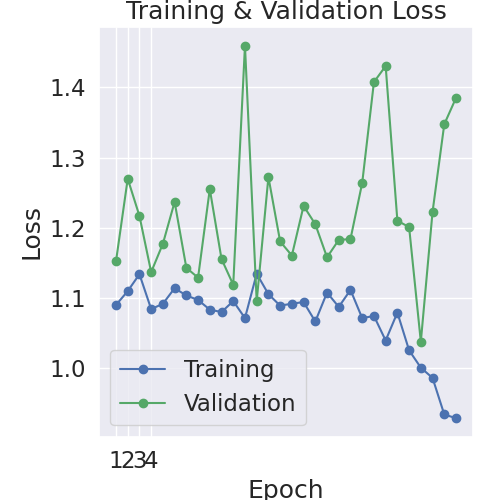 Training & Validation Loss
Loss
1.4
1.3
1.2
1.1
1.0
Training
Validation
1234
Epoch